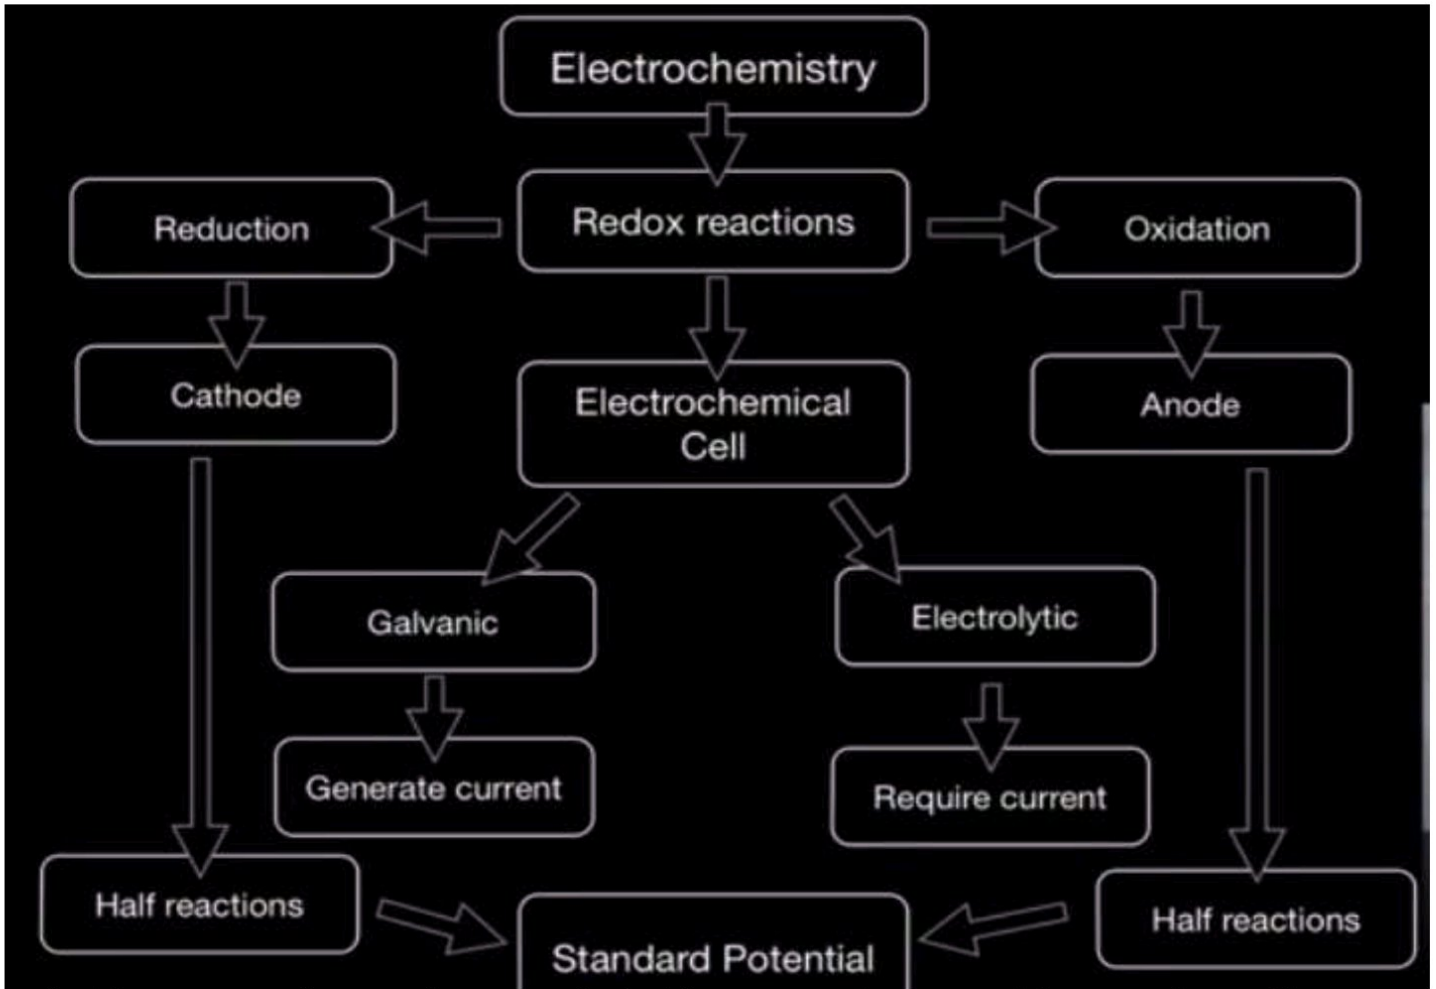 Electrochemistry
Reduction
Redox reactions
Oxidation
Cathode
Electrochemical
Cell
Anode
Galvanic
Electrolytic
Generate current
Require current
Half reactions
Standard Potential
Half reactions